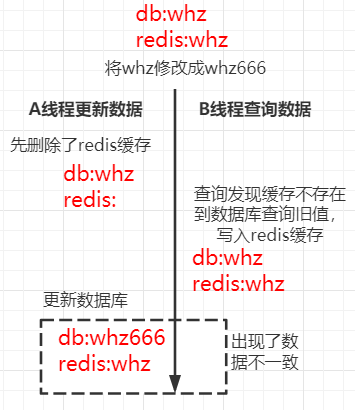 db:whz
redis:whz
将whz修改成whz666
A线程更新数据
B线程查询数据
先删除了redis缓存
db:whz
redis:
查询发现缓存不存在
到数据库查询旧值，
写入redis缓存
db:whz
redis:whz
更新数据库
db:whz666
redis:whz
出现了数
据不一致